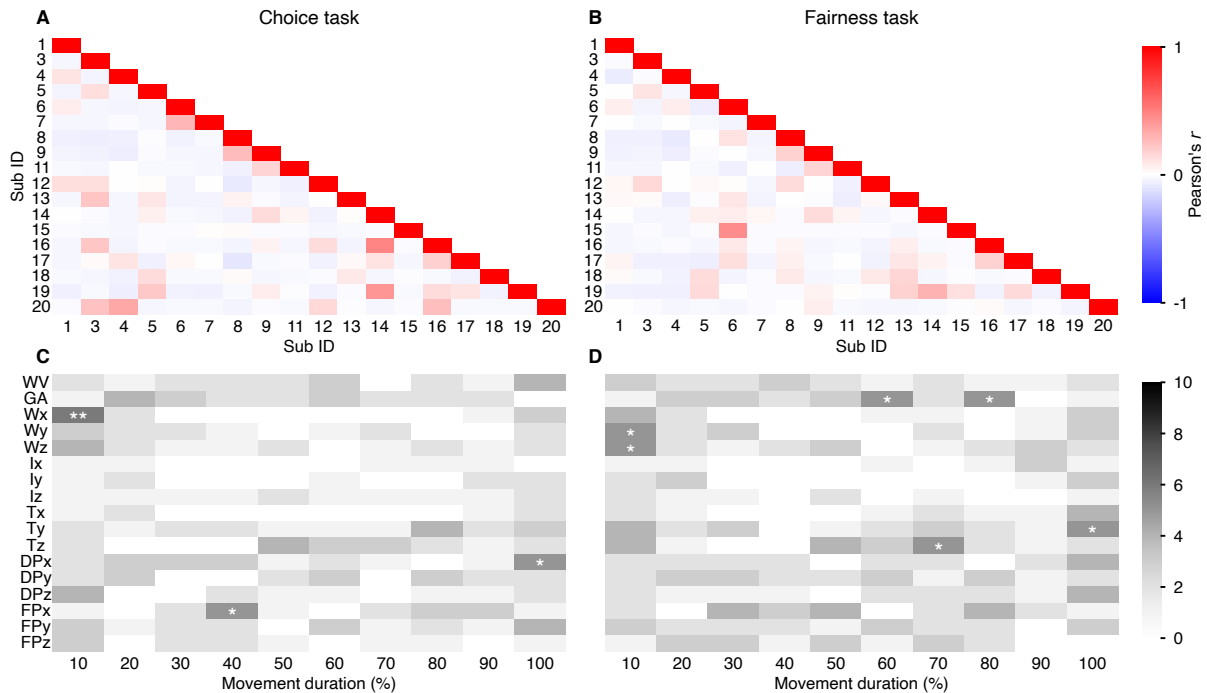 A Choice task
B Fairness task
Sub ID
1
3
4
5
6
7
8
9
11
12
13
14
15
16
17
18
19
20
1 3 4 5 6 7 8 9 11 12 13 14 15 16 17 18 19 20
Sub ID
1
3
4
5
6
7
8
9
11
12
13
14
15
16
17
18
19
20
1 3 4 5 6 7 8 9 11 12 13 14 15 16 17 18 19 20
Sub ID
1
0
-1
Pearson's r
C
WV
GA
Wx **
Wy
Wz
Ix
Iy
Iz
Tx
Ty
Tz
DPx *
DPy
DPz
FPx *
FPy
FPz
10 20 30 40 50 60 70 80 90 100
Movement duration (%)
D
* *
*
*
*
*
10 20 30 40 50 60 70 80 90 100
Movement duration (%)
10
8
6
4
2
0